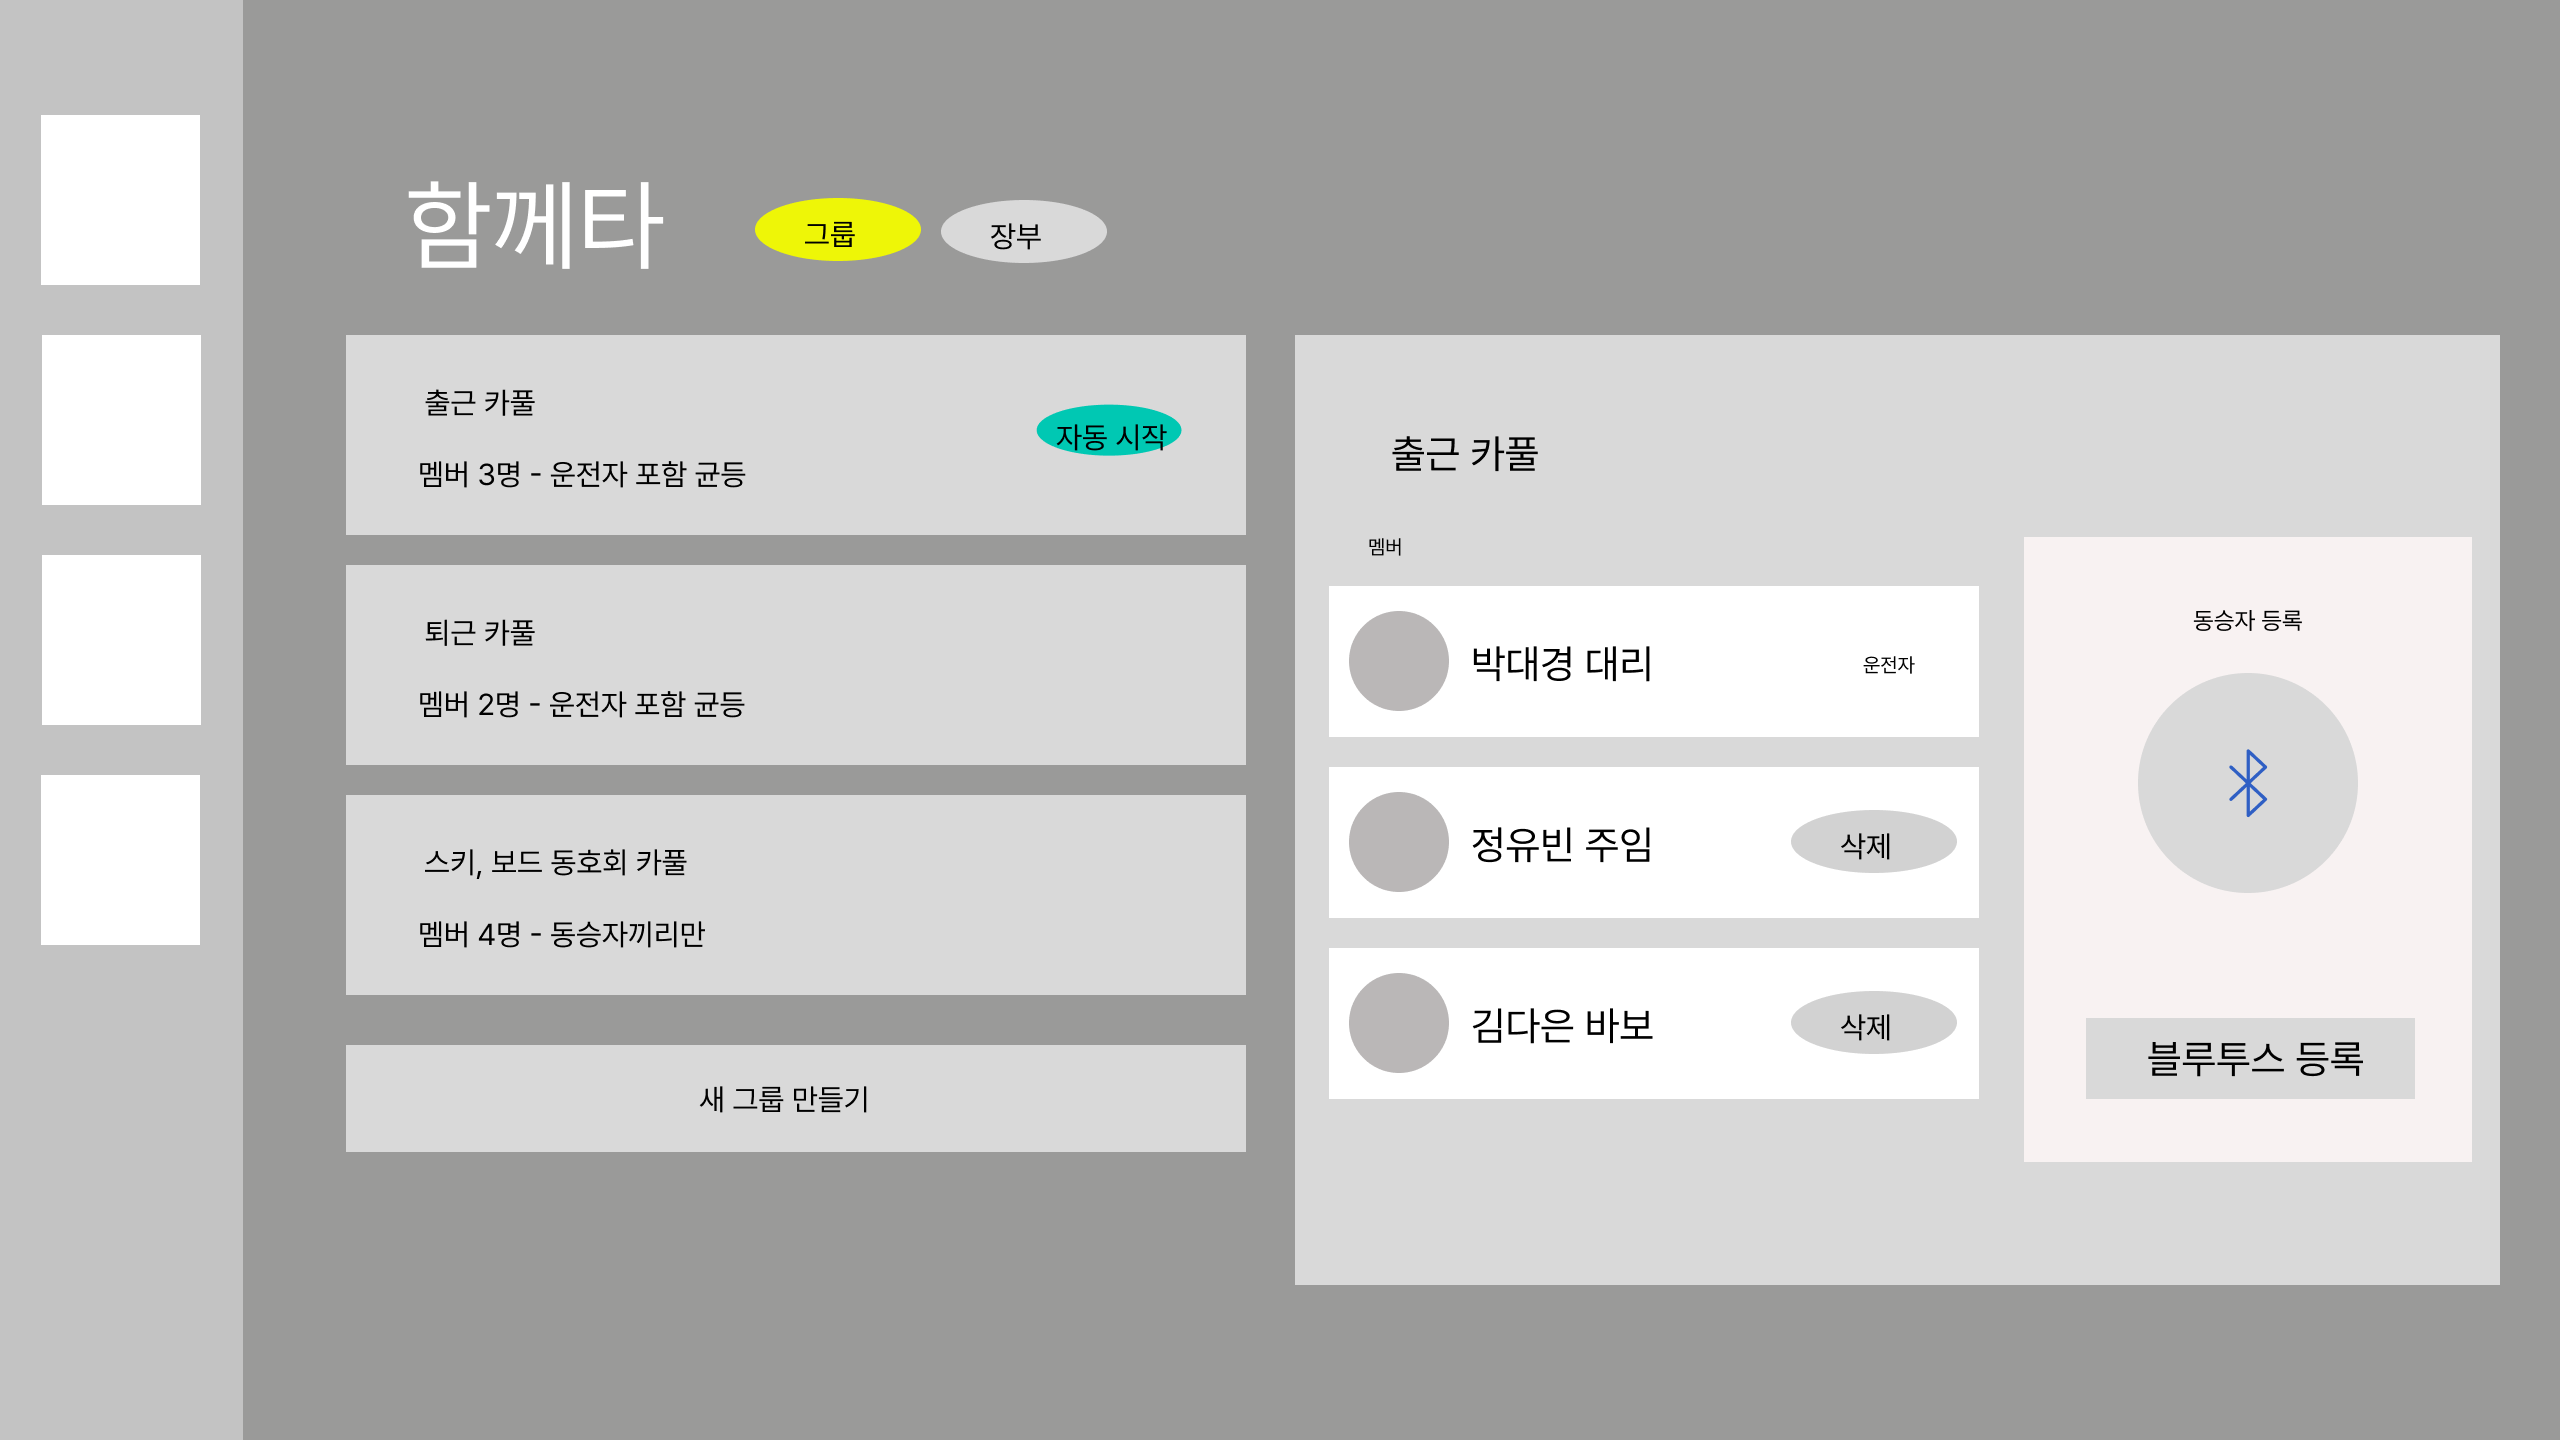 함께타
그룹
장부
출근 카풀
자동 시작
멤버 3명 - 운전자 포함 균등
퇴근 카풀
멤버 2명 - 운전자 포함 균등
스키, 보드 동호회 카풀
멤버 4명 - 동승자끼리만
새 그룹 만들기
출근 카풀
멤버
박대경 대리
운전자
정유빈 주임
삭제
김다은 바보
삭제
동승자 등록
블루투스 등록